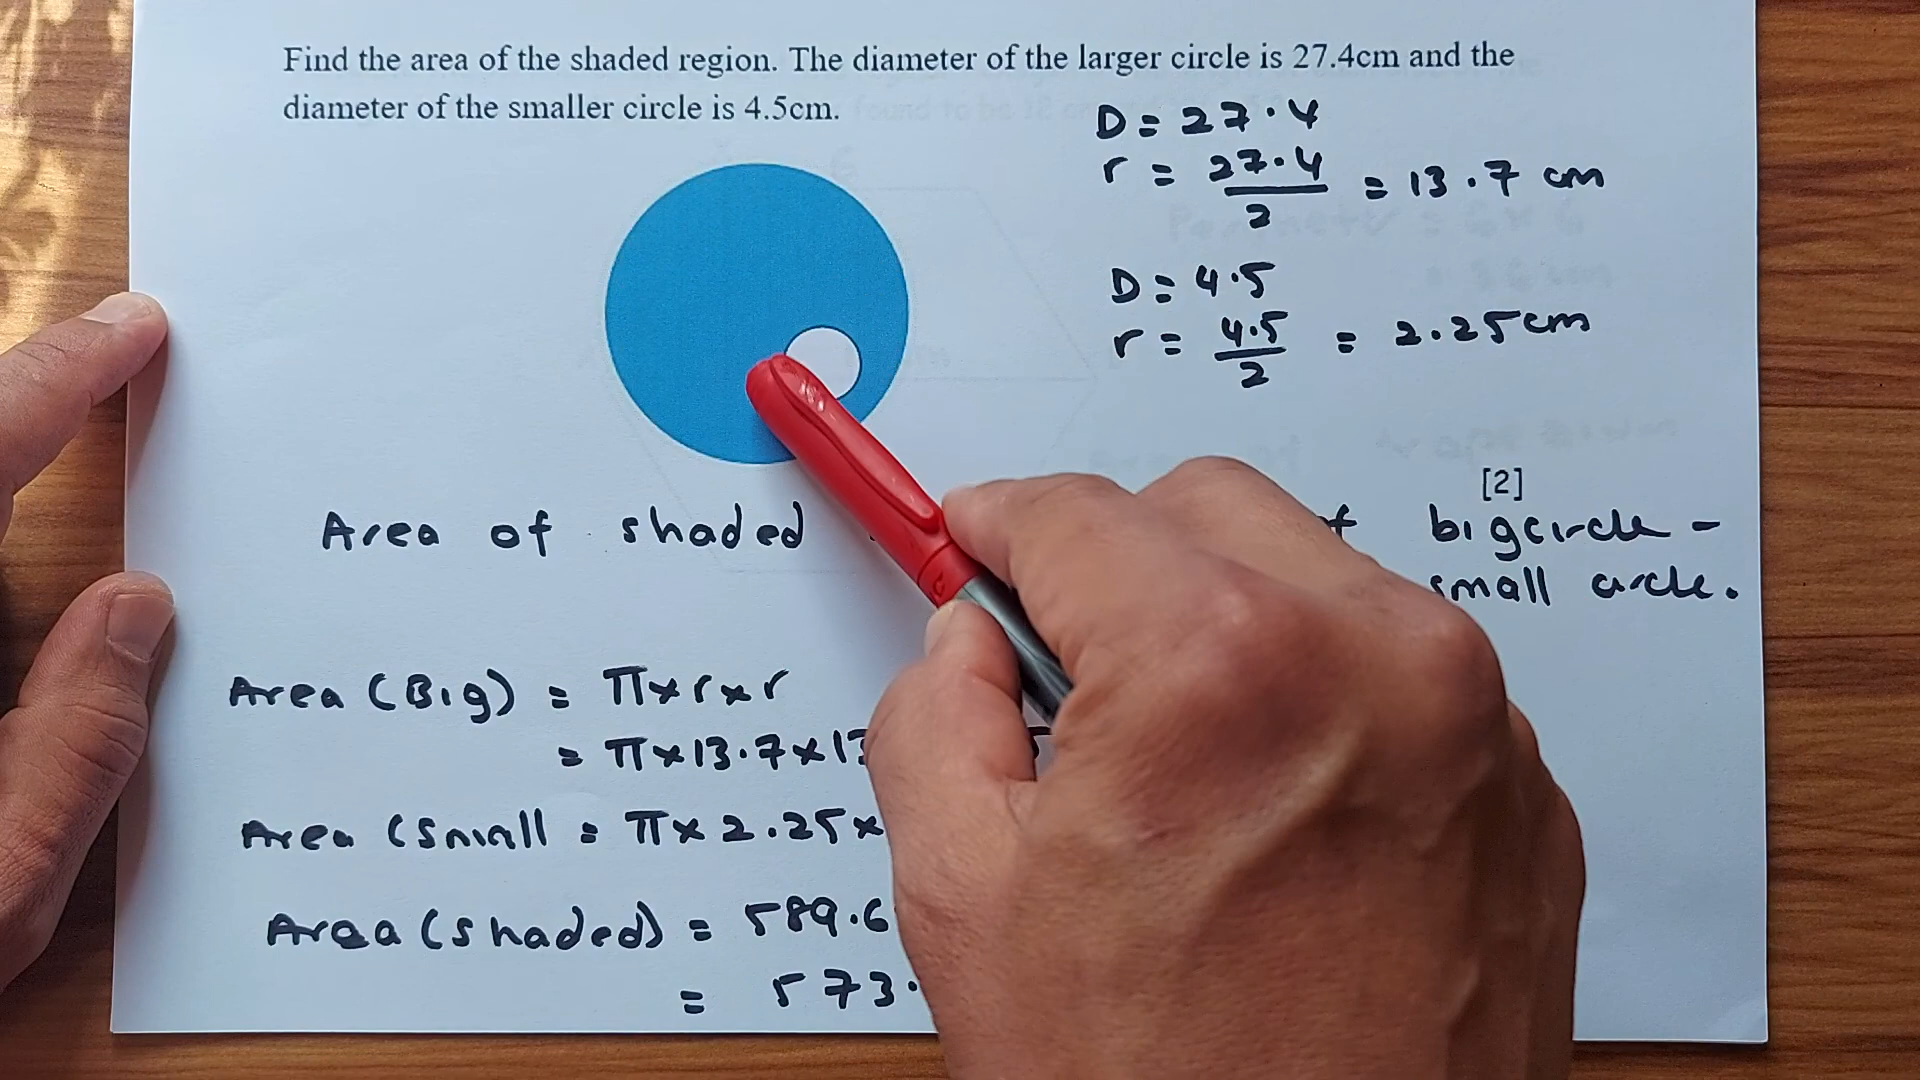 Find the area of the shaded region. The diameter of the larger circle is 27.4cm and the
diameter of the smaller circle is 4.5cm.
D = 27.4
r = 27.4/2 = 13.7 cm
D = 4.5
r = 4.5/2 = 2.25cm
[2]
Area of shaded big circle -
small circle.
Area (Big) = π×r×r
= π×13.7×
Area (Small = π×2.25×
Area (shaded) = 589.6
= 573.